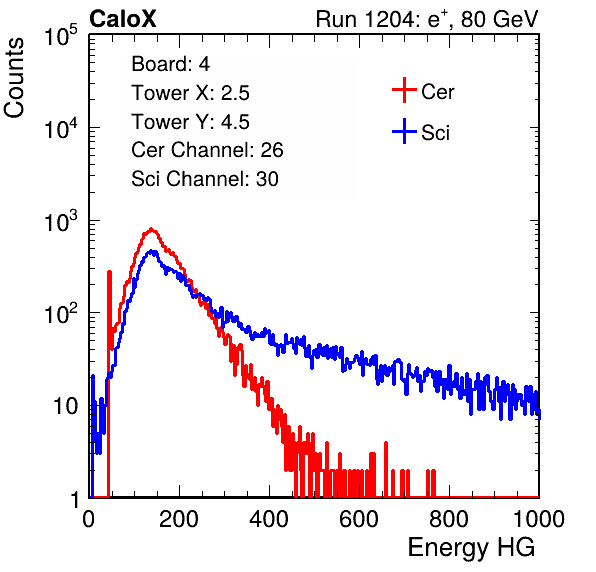 CaloX Run 1204: e⁺, 80 GeV
Counts
Board: 4
Tower X: 2.5
Tower Y: 4.5
Cer Channel: 26
Sci Channel: 30
Cer
Sci
10⁵
10⁴
10³
10²
10
1
0 200 400 600 800 1000
Energy HG